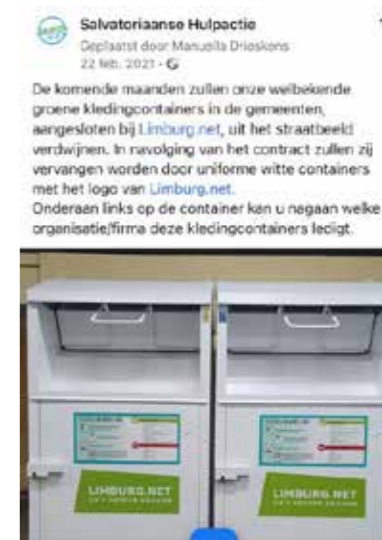 Salvatoriaanse Hulpactie
Geplaatst door Manuella Drieskens
22 feb. 2021 ·
De komende maanden zullen onze welbekende
groene kledingcontainers in de gemeenten,
aangesloten bij Limburg.net, uit het straatbeeld
verdwijnen. In navolging van het contract zullen zij
vervangen worden door uniforme witte containers
met het logo van Limburg.net.
Onderaan links op de container kan u nagaan welke
organisatie/firma deze kledingcontainers ledigt.
LIMBURG.NET
LIMBURG.NET